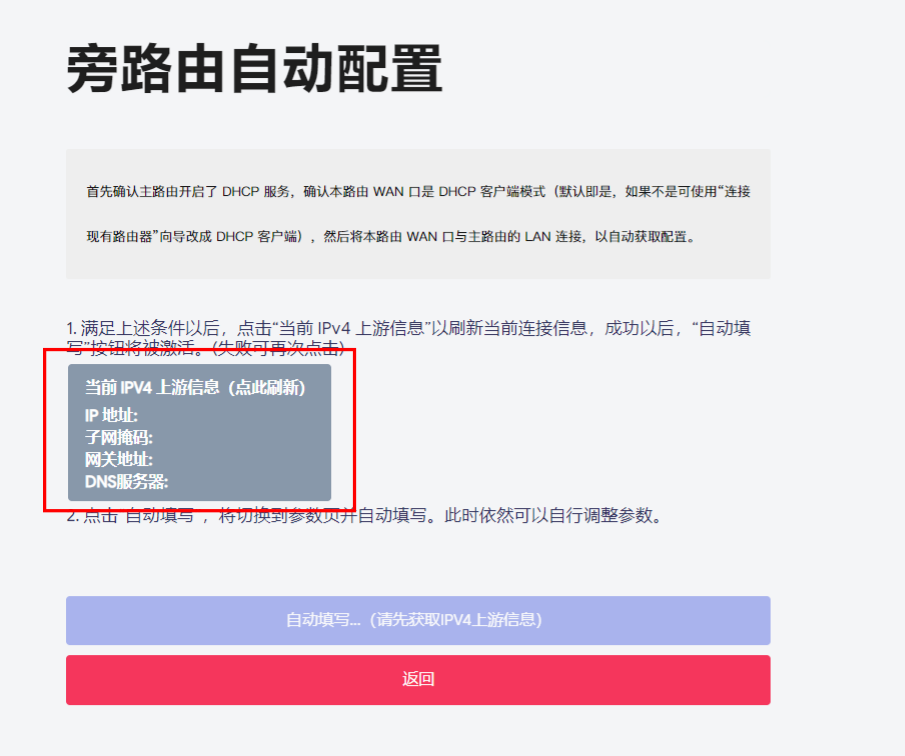 旁路由自动配置
首先确认主路由开启了 DHCP 服务，确认本路由 WAN 口是 DHCP 客户端模式（默认即是，如果不是可使用“连接
现有路由器”向导改成 DHCP 客户端），然后将本路由 WAN 口与主路由的 LAN 连接，以自动获取配置。
1. 满足上述条件以后，点击“当前 IPv4 上游信息”以刷新当前连接信息，成功以后，“自动填
写”按钮将被激活。(失败可再次点击)
当前 IPV4 上游信息（点此刷新）
IP 地址:
子网掩码:
网关地址:
DNS服务器:
2. 点击“自动填写”，将切换到参数页并自动填写。此时依然可以自行调整参数。
自动填写...（请先获取IPV4上游信息）
返回